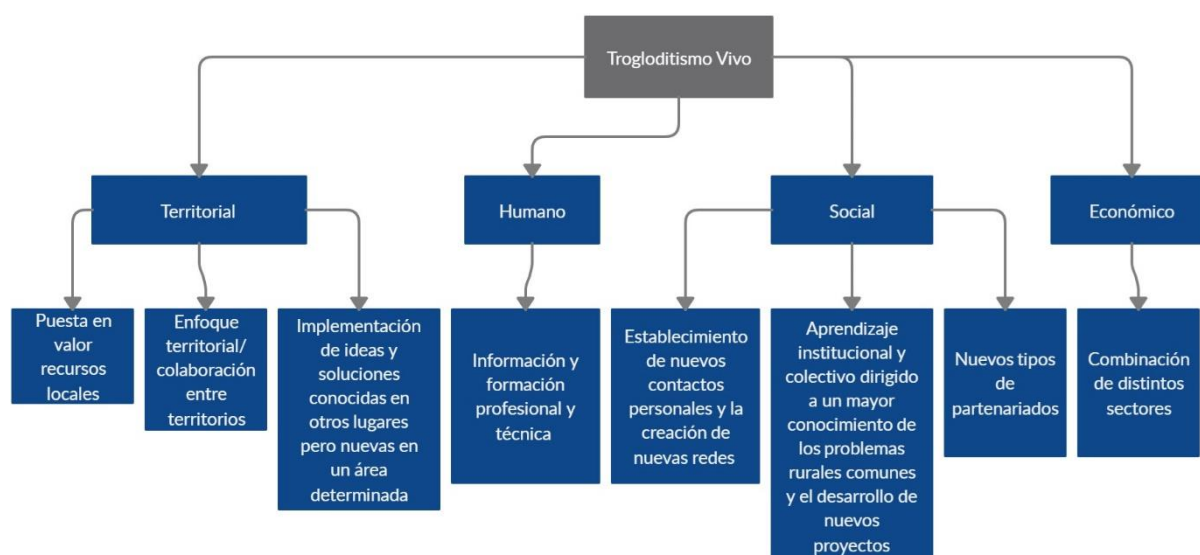 Trogloditismo Vivo
Territorial
Humano
Social
Económico
Puesta en
valor
recursos
locales
Enfoque
territorial/
colaboración
entre
territorios
Implementación
de ideas y
soluciones
conocidas en
otros lugares
pero nuevas en
un área
determinada
Información y
formación
profesional y
técnica
Establecimiento
de nuevos
contactos
personales y la
creación de
nuevas redes
Aprendizaje
institucional y
colectivo dirigido
a un mayor
conocimiento de
los problemas
rurales comunes
y el desarrollo de
nuevos
proyectos
Nuevos tipos
de
partenariados
Combinación
de distintos
sectores